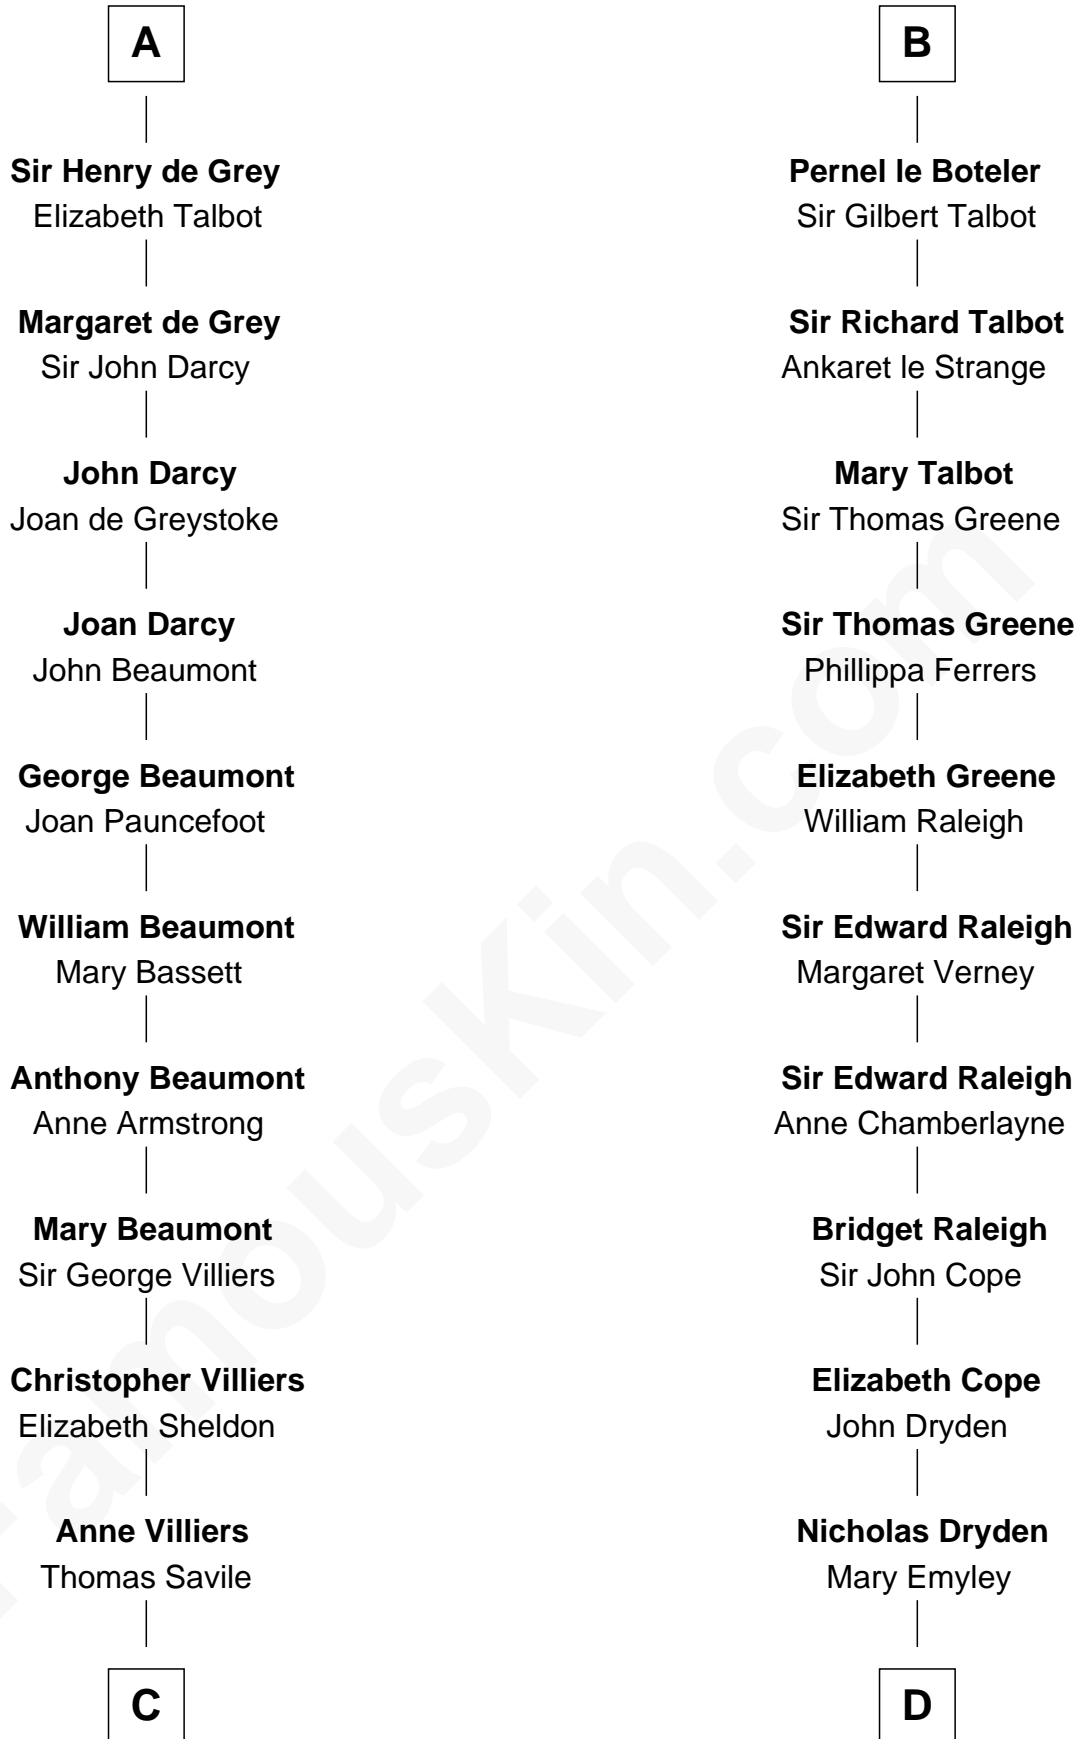 A
Sir Henry de Grey
Elizabeth Talbot
Margaret de Grey
Sir John Darcy
John Darcy
Joan de Greystoke
Joan Darcy
John Beaumont
George Beaumont
Joan Pauncefoot
William Beaumont
Mary Bassett
Anthony Beaumont
Anne Armstrong
Mary Beaumont
Sir George Villiers
Christopher Villiers
Elizabeth Sheldon
Anne Villiers
Thomas Savile
C
B
Pernel le Boteler
Sir Gilbert Talbot
Sir Richard Talbot
Ankaret le Strange
Mary Talbot
Sir Thomas Greene
Sir Thomas Greene
Phillippa Ferrers
Elizabeth Greene
William Raleigh
Sir Edward Raleigh
Margaret Verney
Sir Edward Raleigh
Anne Chamberlayne
Bridget Raleigh
Sir John Cope
Elizabeth Cope
John Dryden
Nicholas Dryden
Mary Emyley
D
FamousKin.com